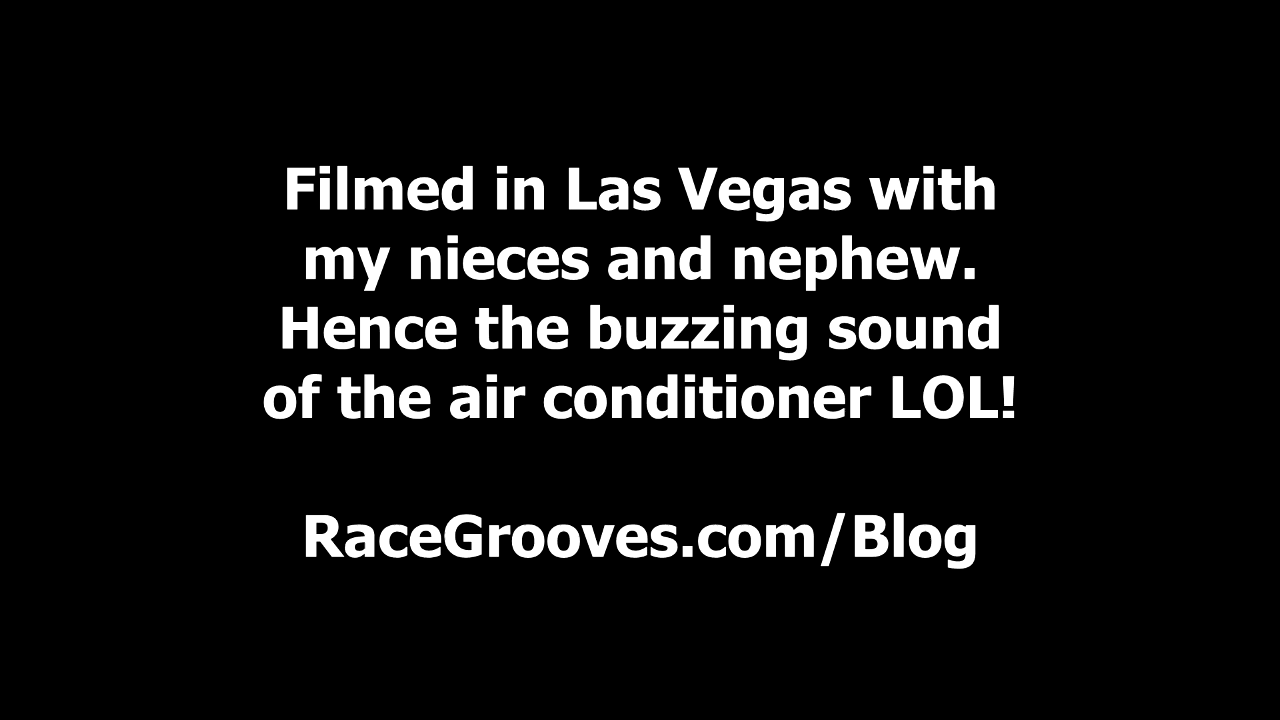 Filmed in Las Vegas with
my nieces and nephew.
Hence the buzzing sound
of the air conditioner LOL!
RaceGrooves.com/Blog